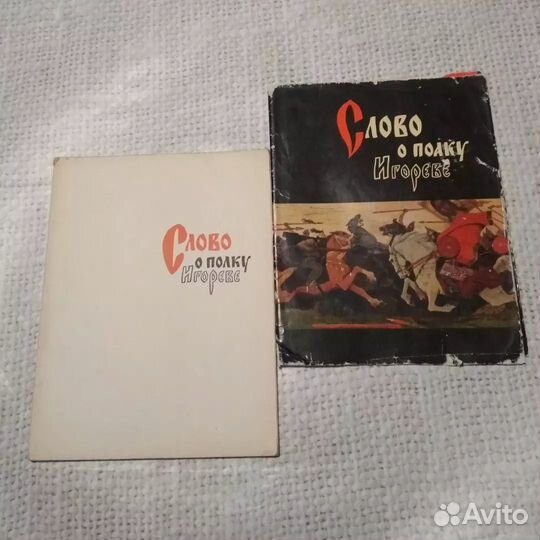 Слово
о полку
Игореве
Слово
о полку
Игореве
Avito